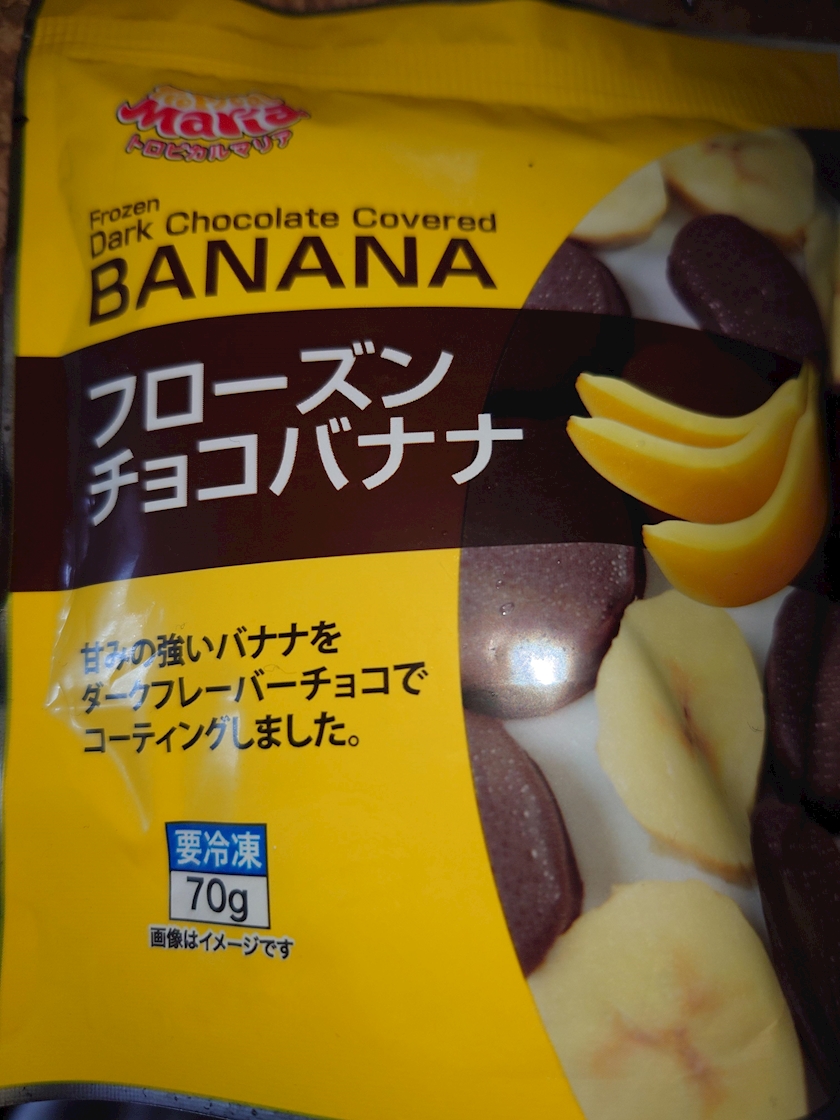 Maria
トロピカルマリア
Frozen
Dark Chocolate Covered
BANANA
フローズン
チョコバナナ
甘みの強いバナナを
ダークフレーバーチョコで
コーティングしました。
要冷凍
70g
画像はイメージです